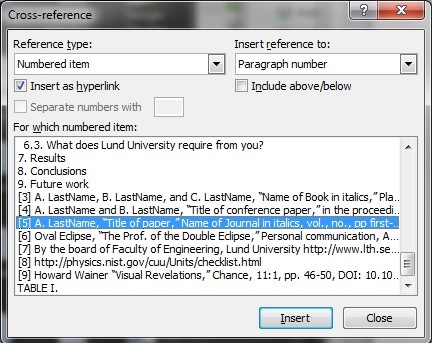 Cross-reference
Reference type:
Insert reference to:
Numbered item
Paragraph number
Insert as hyperlink
Include above/below
Separate numbers with
For which numbered item:
6.3. What does Lund University require from you?
7. Results
8. Conclusions
9. Future work
[3] A. LastName, B. LastName, and C. LastName, "Name of Book in italics," Pla...
[4] A. LastName and B. LastName, "Title of conference paper," in the proceedi...
[5] A. LastName, "Title of paper," Name of Journal in italics, vol., no., pp first-...
[6] Oval Eclipse, "The Prof. of the Double Eclipse," Personal communication, A...
[7] By the board of Faculty of Engineering, Lund University http://www.lth.se...
[8] http://physics.nist.gov/cuu/Units/checklist.html
[9] Howard Wainer "Visual Revelations," Chance, 11:1, pp. 46-50, DOI: 10.10...
TABLE I.
Insert
Close